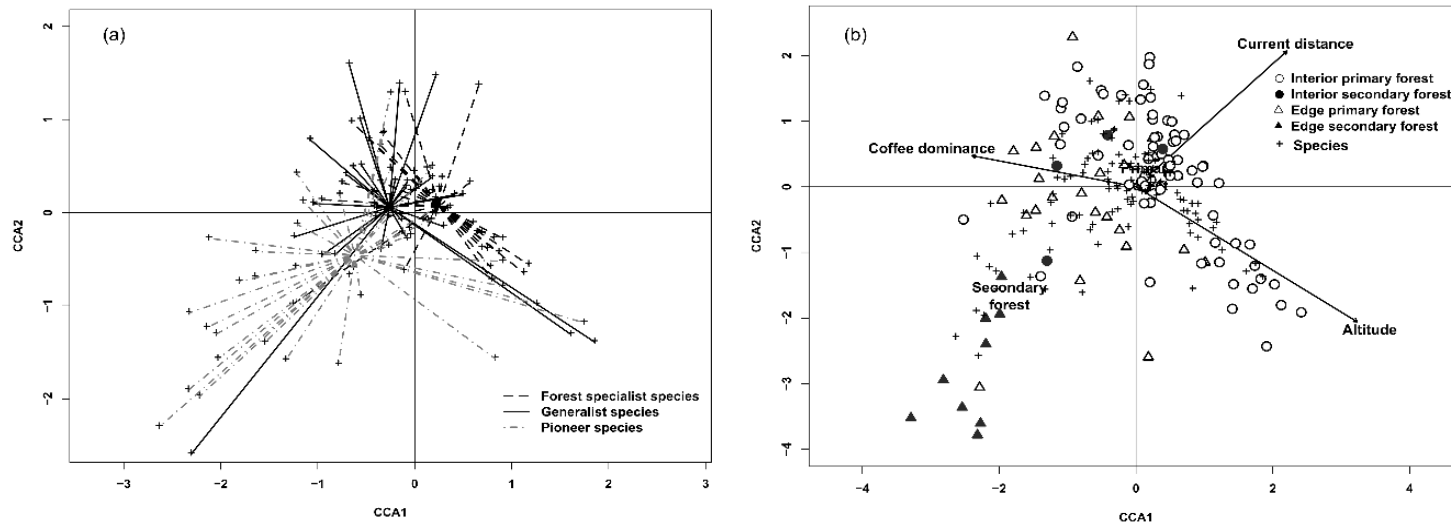 (a)
2
1
0
−1
−2
CCA2
−3
−2
−1
0
1
2
3
CCA1
Forest specialist species
Generalist species
Pioneer species
(b)
2
1
0
−1
−2
−3
−4
CCA2
−4
−2
0
2
4
CCA1
Current distance
Interior primary forest
Interior secondary forest
Edge primary forest
Edge secondary forest
Species
Coffee dominance
Secondary
forest
Altitude